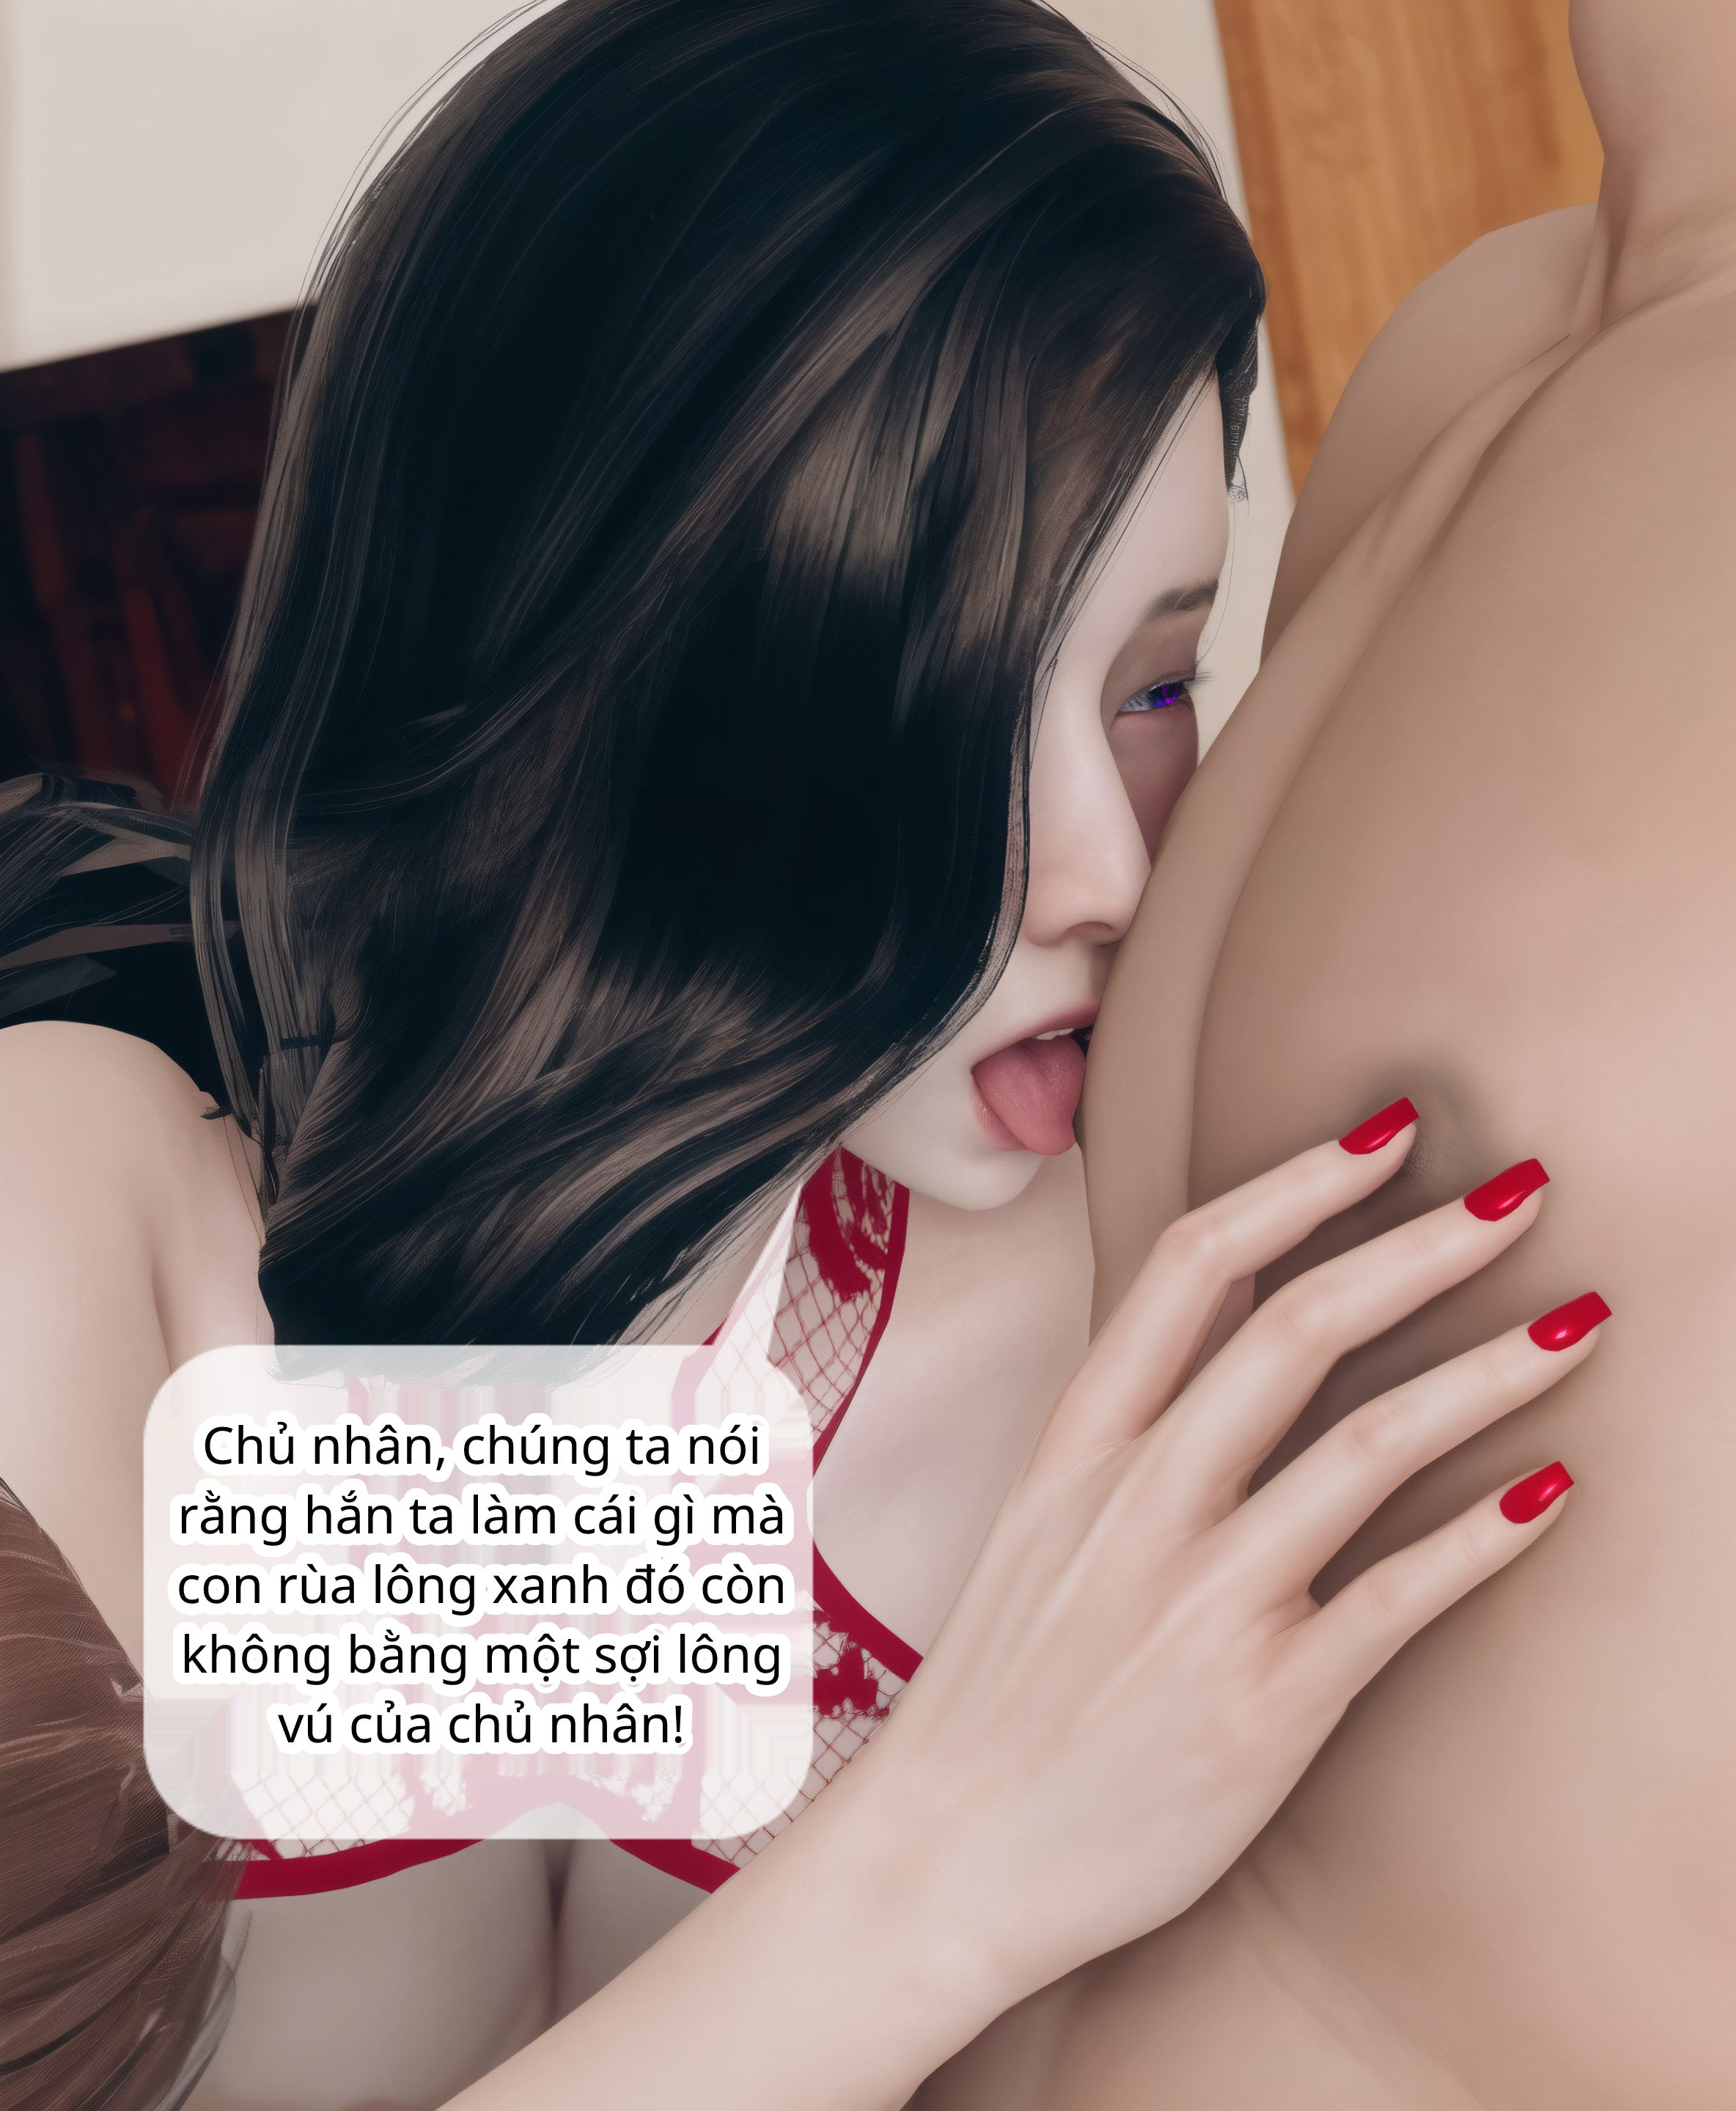 Chủ nhân, chúng ta nói
rằng hắn ta làm cái gì mà
con rùa lông xanh đó còn
không bằng một sợi lông
vú của chủ nhân!